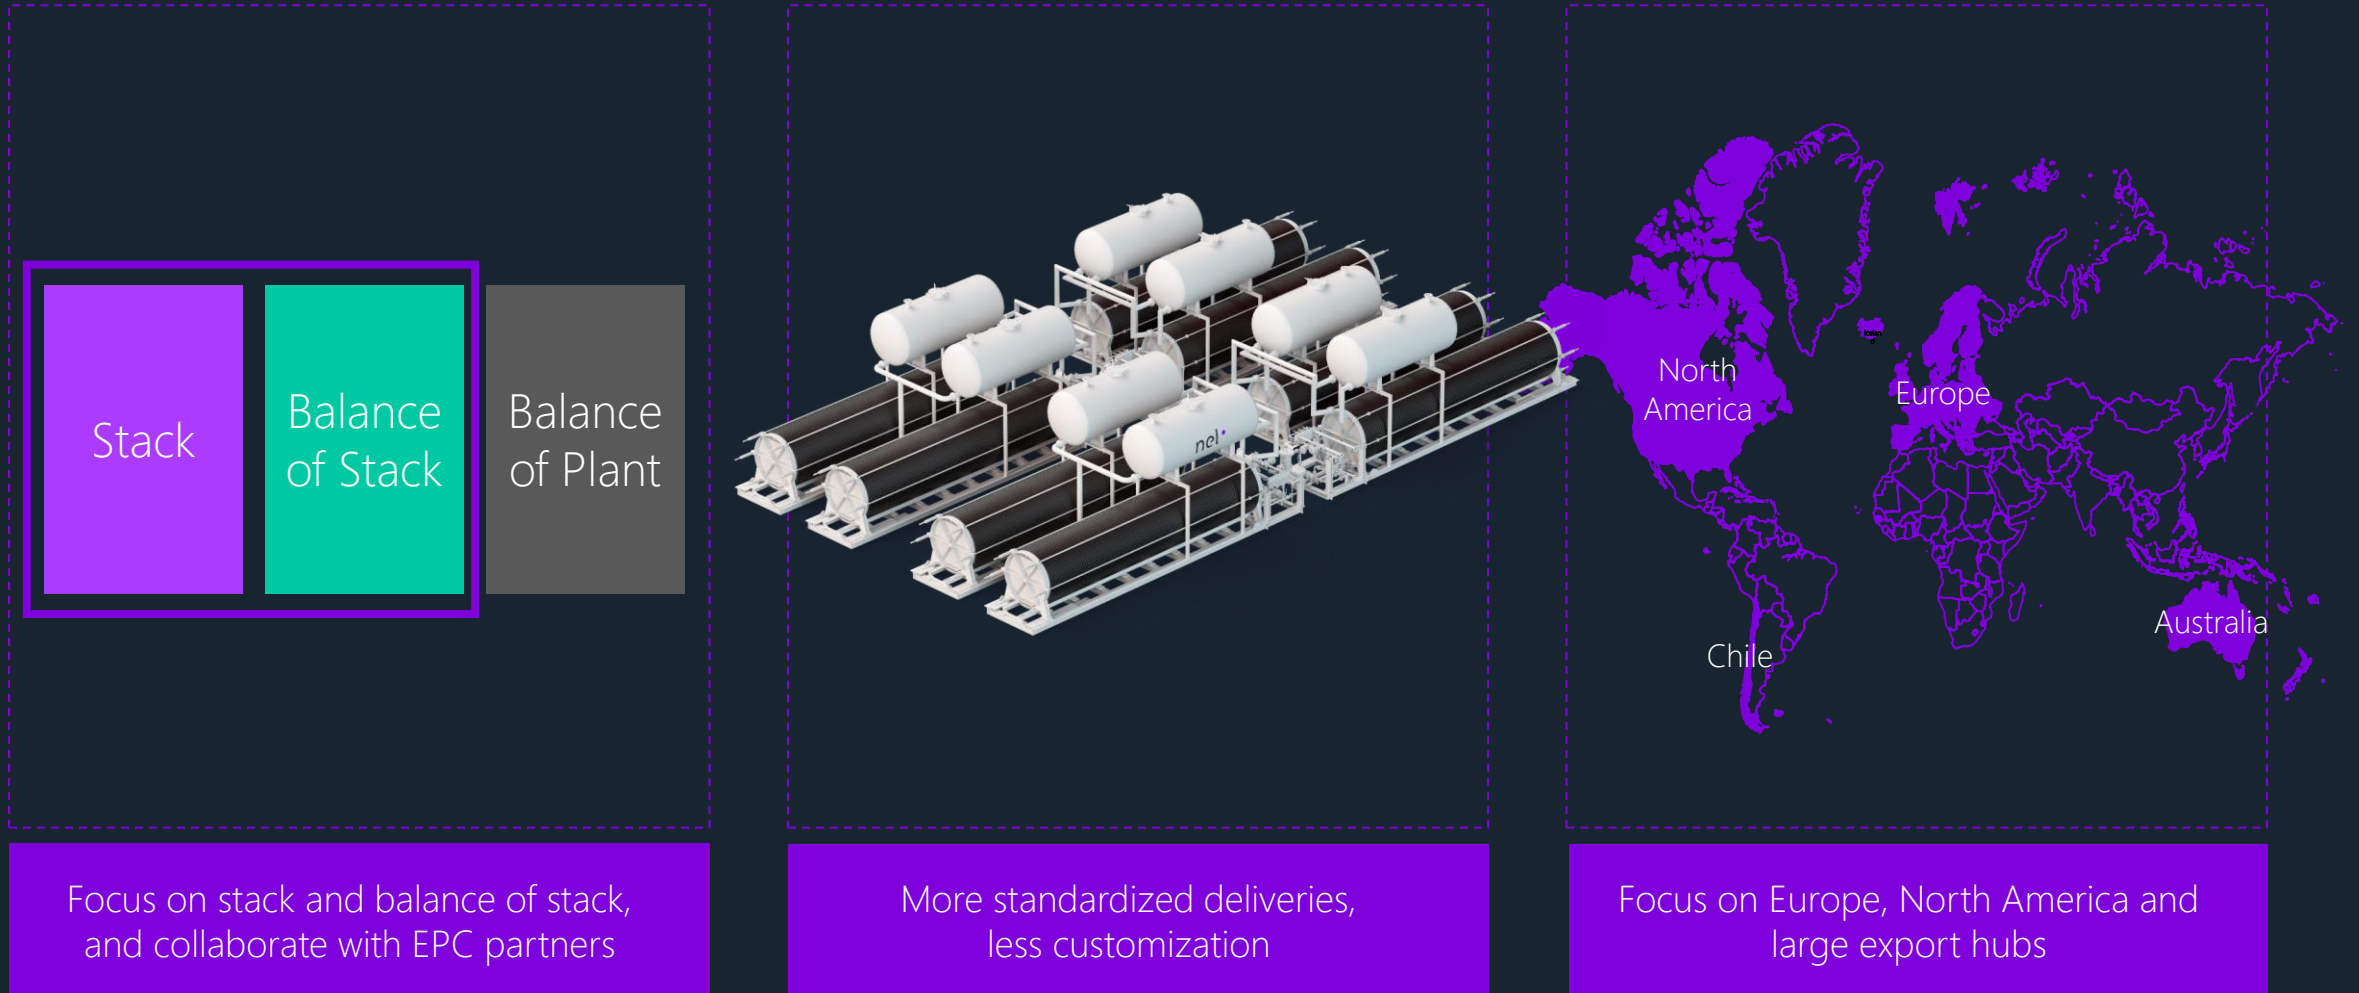 Stack
Balance
of Stack
Balance
of Plant
nel
North
America
Europe
Chile
Australia
Focus on stack and balance of stack,
and collaborate with EPC partners
More standardized deliveries,
less customization
Focus on Europe, North America and
large export hubs